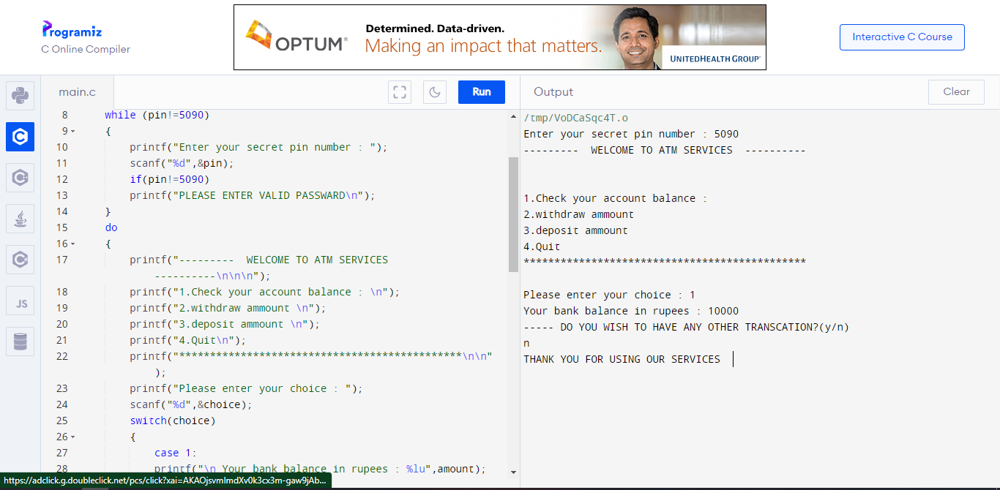 Programiz
C Online Compiler
OPTUM®
Determined. Data-driven.
Making an impact that matters.
UNITEDHEALTH GROUP®
Interactive C Course
main.c
Run
Output
Clear
JS
8 while (pin!=5090)
9 {
10 printf("Enter your secret pin number : ");
11 scanf("%d",&pin);
12 if(pin!=5090)
13 printf("PLEASE ENTER VALID PASSWARD\n");
14 }
15 do
16 {
17 printf("---------  WELCOME TO ATM SERVICES
----------\n\n\n");
18 printf("1.Check your account balance : \n");
19 printf("2.withdraw ammount \n");
20 printf("3.deposit ammount \n");
21 printf("4.Quit\n");
22 printf("**********************************************\n\n"
);
23 printf("Please enter your choice : ");
24 scanf("%d",&choice);
25 switch(choice)
26 {
27 case 1:
28 printf("\n Your bank balance in rupees : %lu",amount);
/tmp/VoDCaSqc4T.o
Enter your secret pin number : 5090
---------  WELCOME TO ATM SERVICES  ----------
1.Check your account balance :
2.withdraw ammount
3.deposit ammount
4.Quit
**********************************************
Please enter your choice : 1
Your bank balance in rupees : 10000
----- DO YOU WISH TO HAVE ANY OTHER TRANSCATION?(y/n)
n
THANK YOU FOR USING OUR SERVICES
https://adclick.g.doubleclick.net/pcs/click?xai=AKAOjsvmlmdXv0k3cx3m-gaw9jAb...